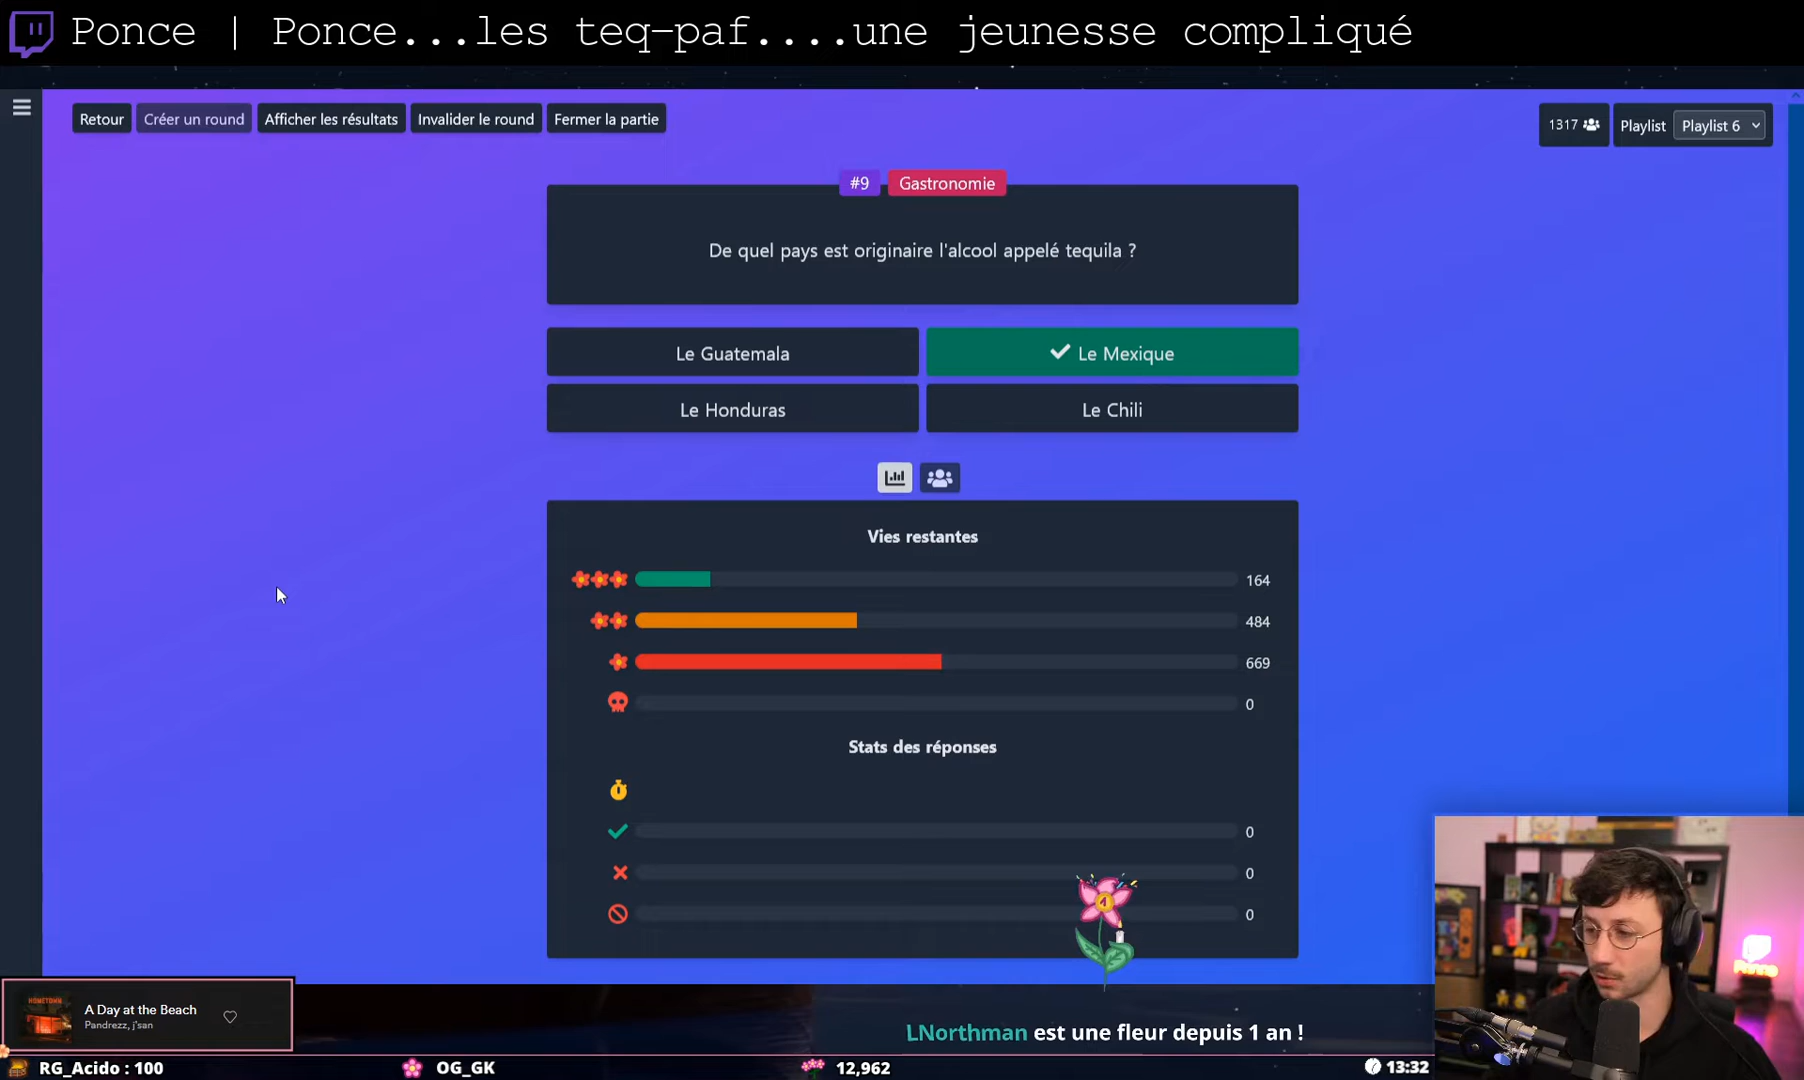 Ponce | Ponce...les teq-paf....une jeunesse compliqué
Retour
Créer un round
Afficher les résultats
Invalider le round
Fermer la partie
1317
Playlist
Playlist 6
#9
Gastronomie
De quel pays est originaire l'alcool appelé tequila ?
Le Guatemala
Le Mexique
Le Honduras
Le Chili
Vies restantes
164
484
669
0
Stats des réponses
0
0
0
HOMETOWN
A Day at the Beach
Pandrezz, j'san
LNorthman est une fleur depuis 1 an !
RG_Acido : 100
OG_GK
12,962
13:32
1
Ponce